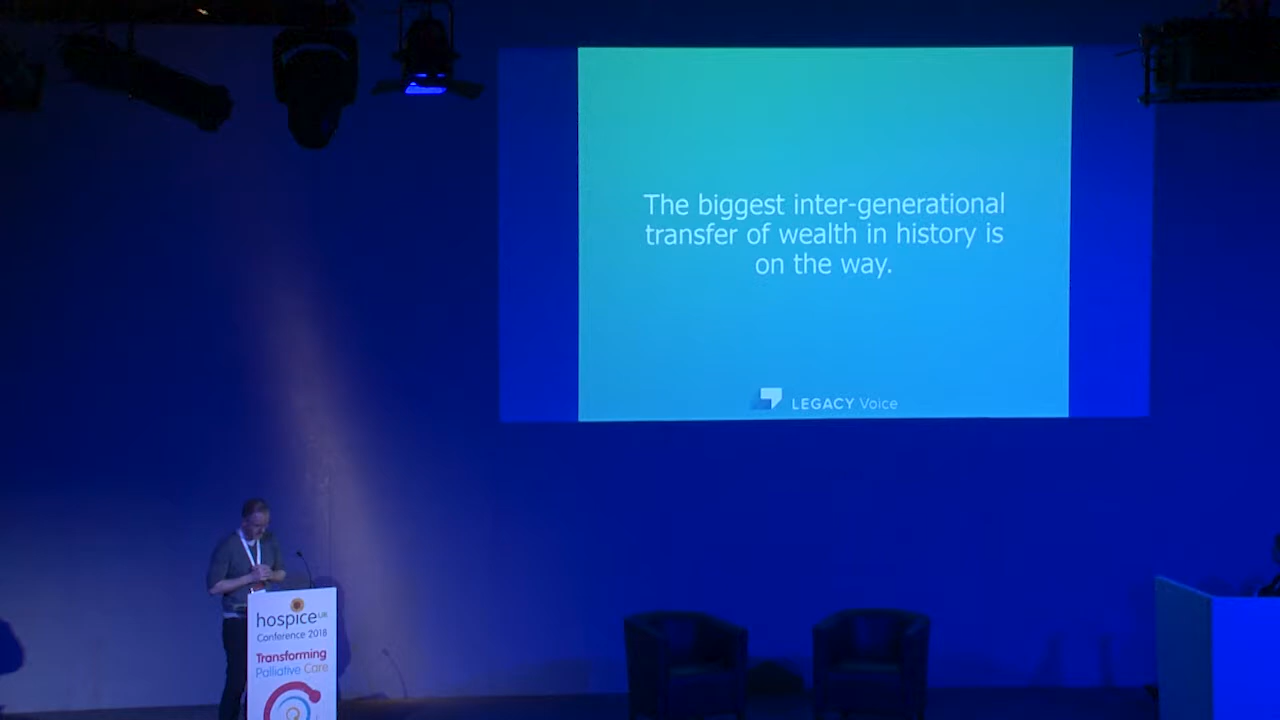 The biggest inter-generational
transfer of wealth in history is
on the way.
LEGACY Voice
hospice UK
Conference 2018
Transforming
Palliative Care